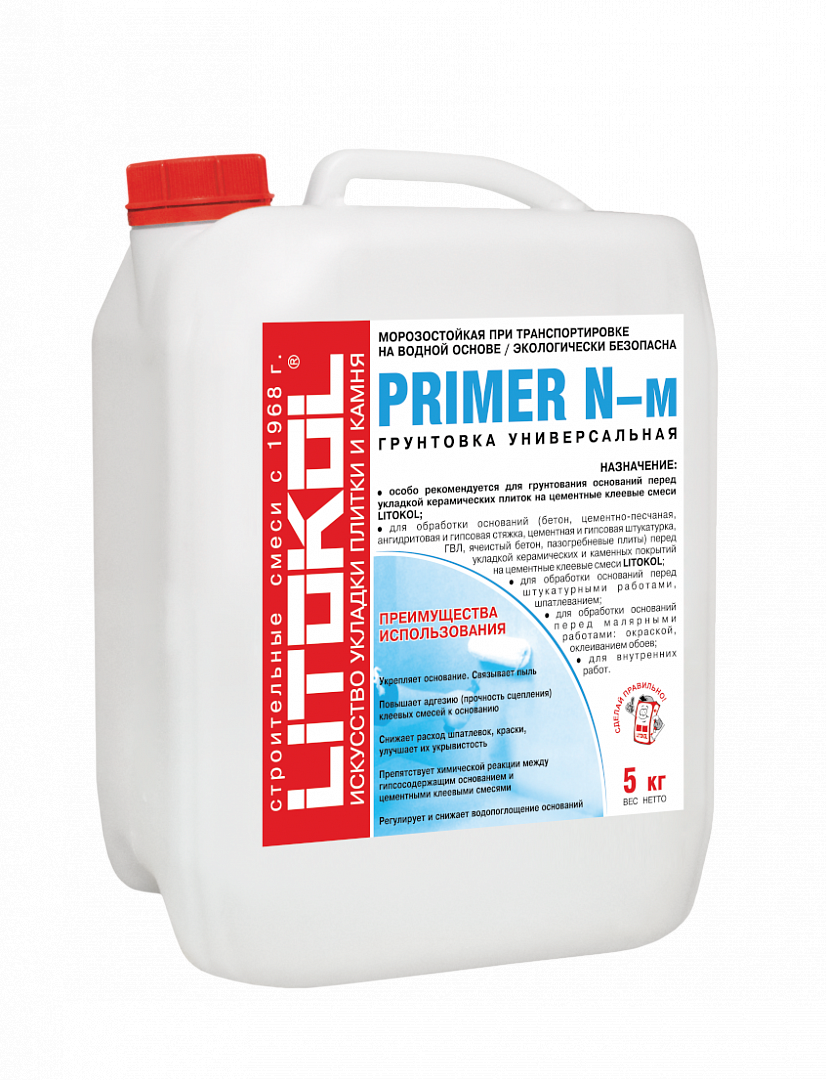 строительные смеси с 1968 г.
LITOKOL®
ИСКУССТВО УКЛАДКИ ПЛИТКИ И КАМНЯ
МОРОЗОСТОЙКАЯ ПРИ ТРАНСПОРТИРОВКЕ
НА ВОДНОЙ ОСНОВЕ / ЭКОЛОГИЧЕСКИ БЕЗОПАСНА
PRIMER N–м
ГРУНТОВКА УНИВЕРСАЛЬНАЯ
НАЗНАЧЕНИЕ:
• особо рекомендуется для грунтования оснований перед
укладкой керамических плиток на цементные клеевые смеси
LITOKOL;
• для обработки оснований (бетон, цементно-песчаная,
ангидритовая и гипсовая стяжка, цементная и гипсовая штукатурка,
ГВЛ, ячеистый бетон, пазогребневые плиты) перед
укладкой керамических и каменных покрытий
на цементные клеевые смеси LITOKOL;
• для обработки оснований перед
штукатурными работами,
шпатлеванием;
• для обработки оснований
перед малярными
работами: окраской,
оклеиванием обоев;
• для внутренних
работ.
ПРЕИМУЩЕСТВА
ИСПОЛЬЗОВАНИЯ
Укрепляет основание. Связывает пыль
Повышает адгезию (прочность сцепления)
клеевых смесей к основанию
Снижает расход шпатлевок, краски,
улучшает их укрывистость
Препятствует химической реакции между
гипсосодержащим основанием и
цементными клеевыми смесями
Регулирует и снижает водопоглощение оснований
СДЕЛАЙ ПРАВИЛЬНО!
5 кг
ВЕС НЕТТО